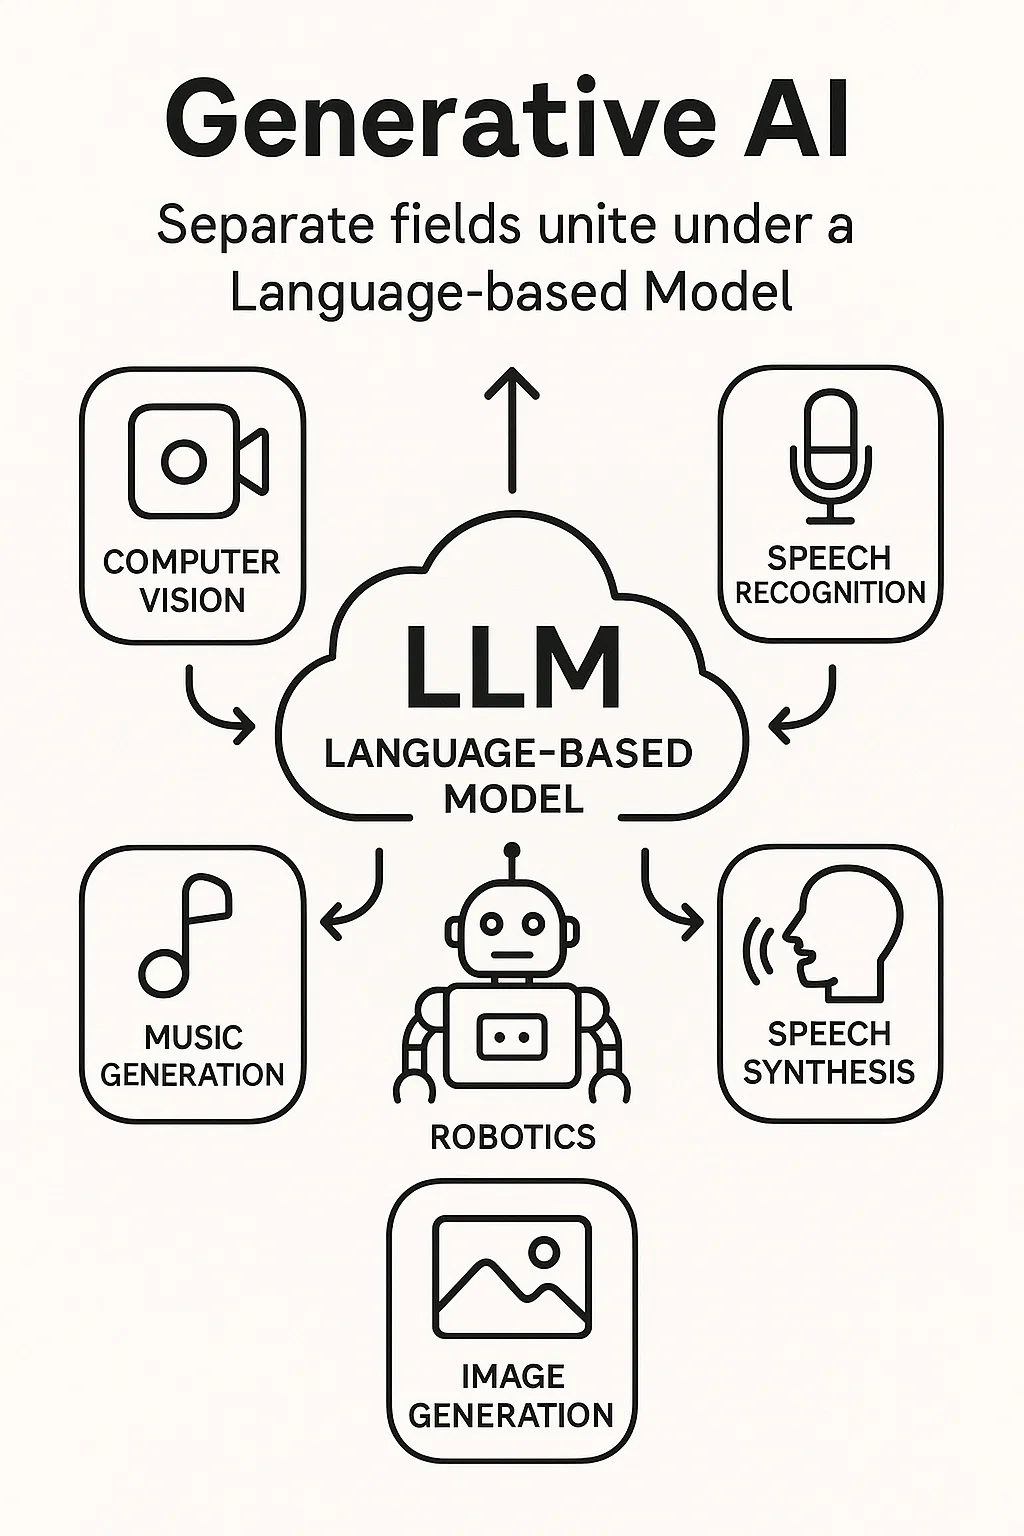 Generative AI
Separate fields unite under a
Language-based Model
COMPUTER
VISION
SPEECH
RECOGNITION
LLM
LANGUAGE-BASED
MODEL
MUSIC
GENERATION
ROBOTICS
SPEECH
SYNTHESIS
IMAGE
GENERATION